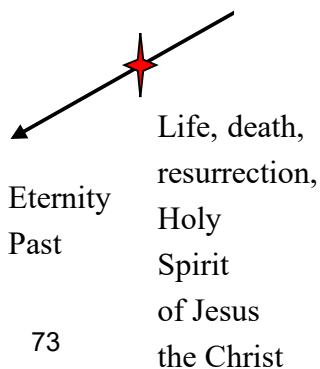 Eternity
Past
Life, death,
resurrection,
Holy
Spirit
of Jesus
the Christ
73